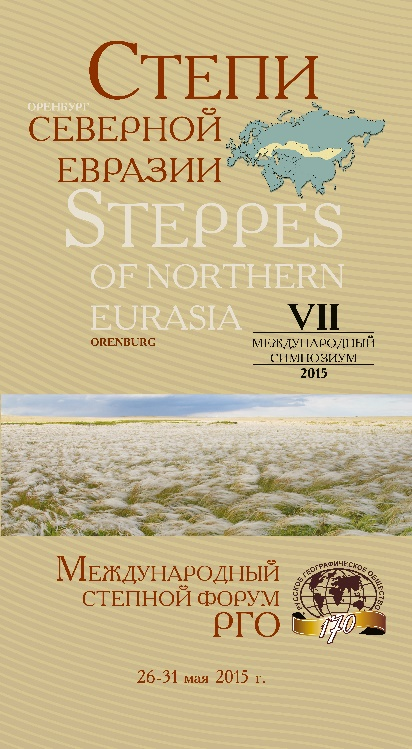 Степи
ОРЕНБУРГ
СЕВЕРНОЙ
ЕВРАЗИИ
STEPPES
OF NORTHERN
EURASIA
ORENBURG
VII
МЕЖДУНАРОДНЫЙ
СИМПОЗИУМ
2015
Международный
степной форум
РГО
РУССКОЕ ГЕОГРАФИЧЕСКОЕ ОБЩЕСТВО
170
26-31 мая 2015 г.